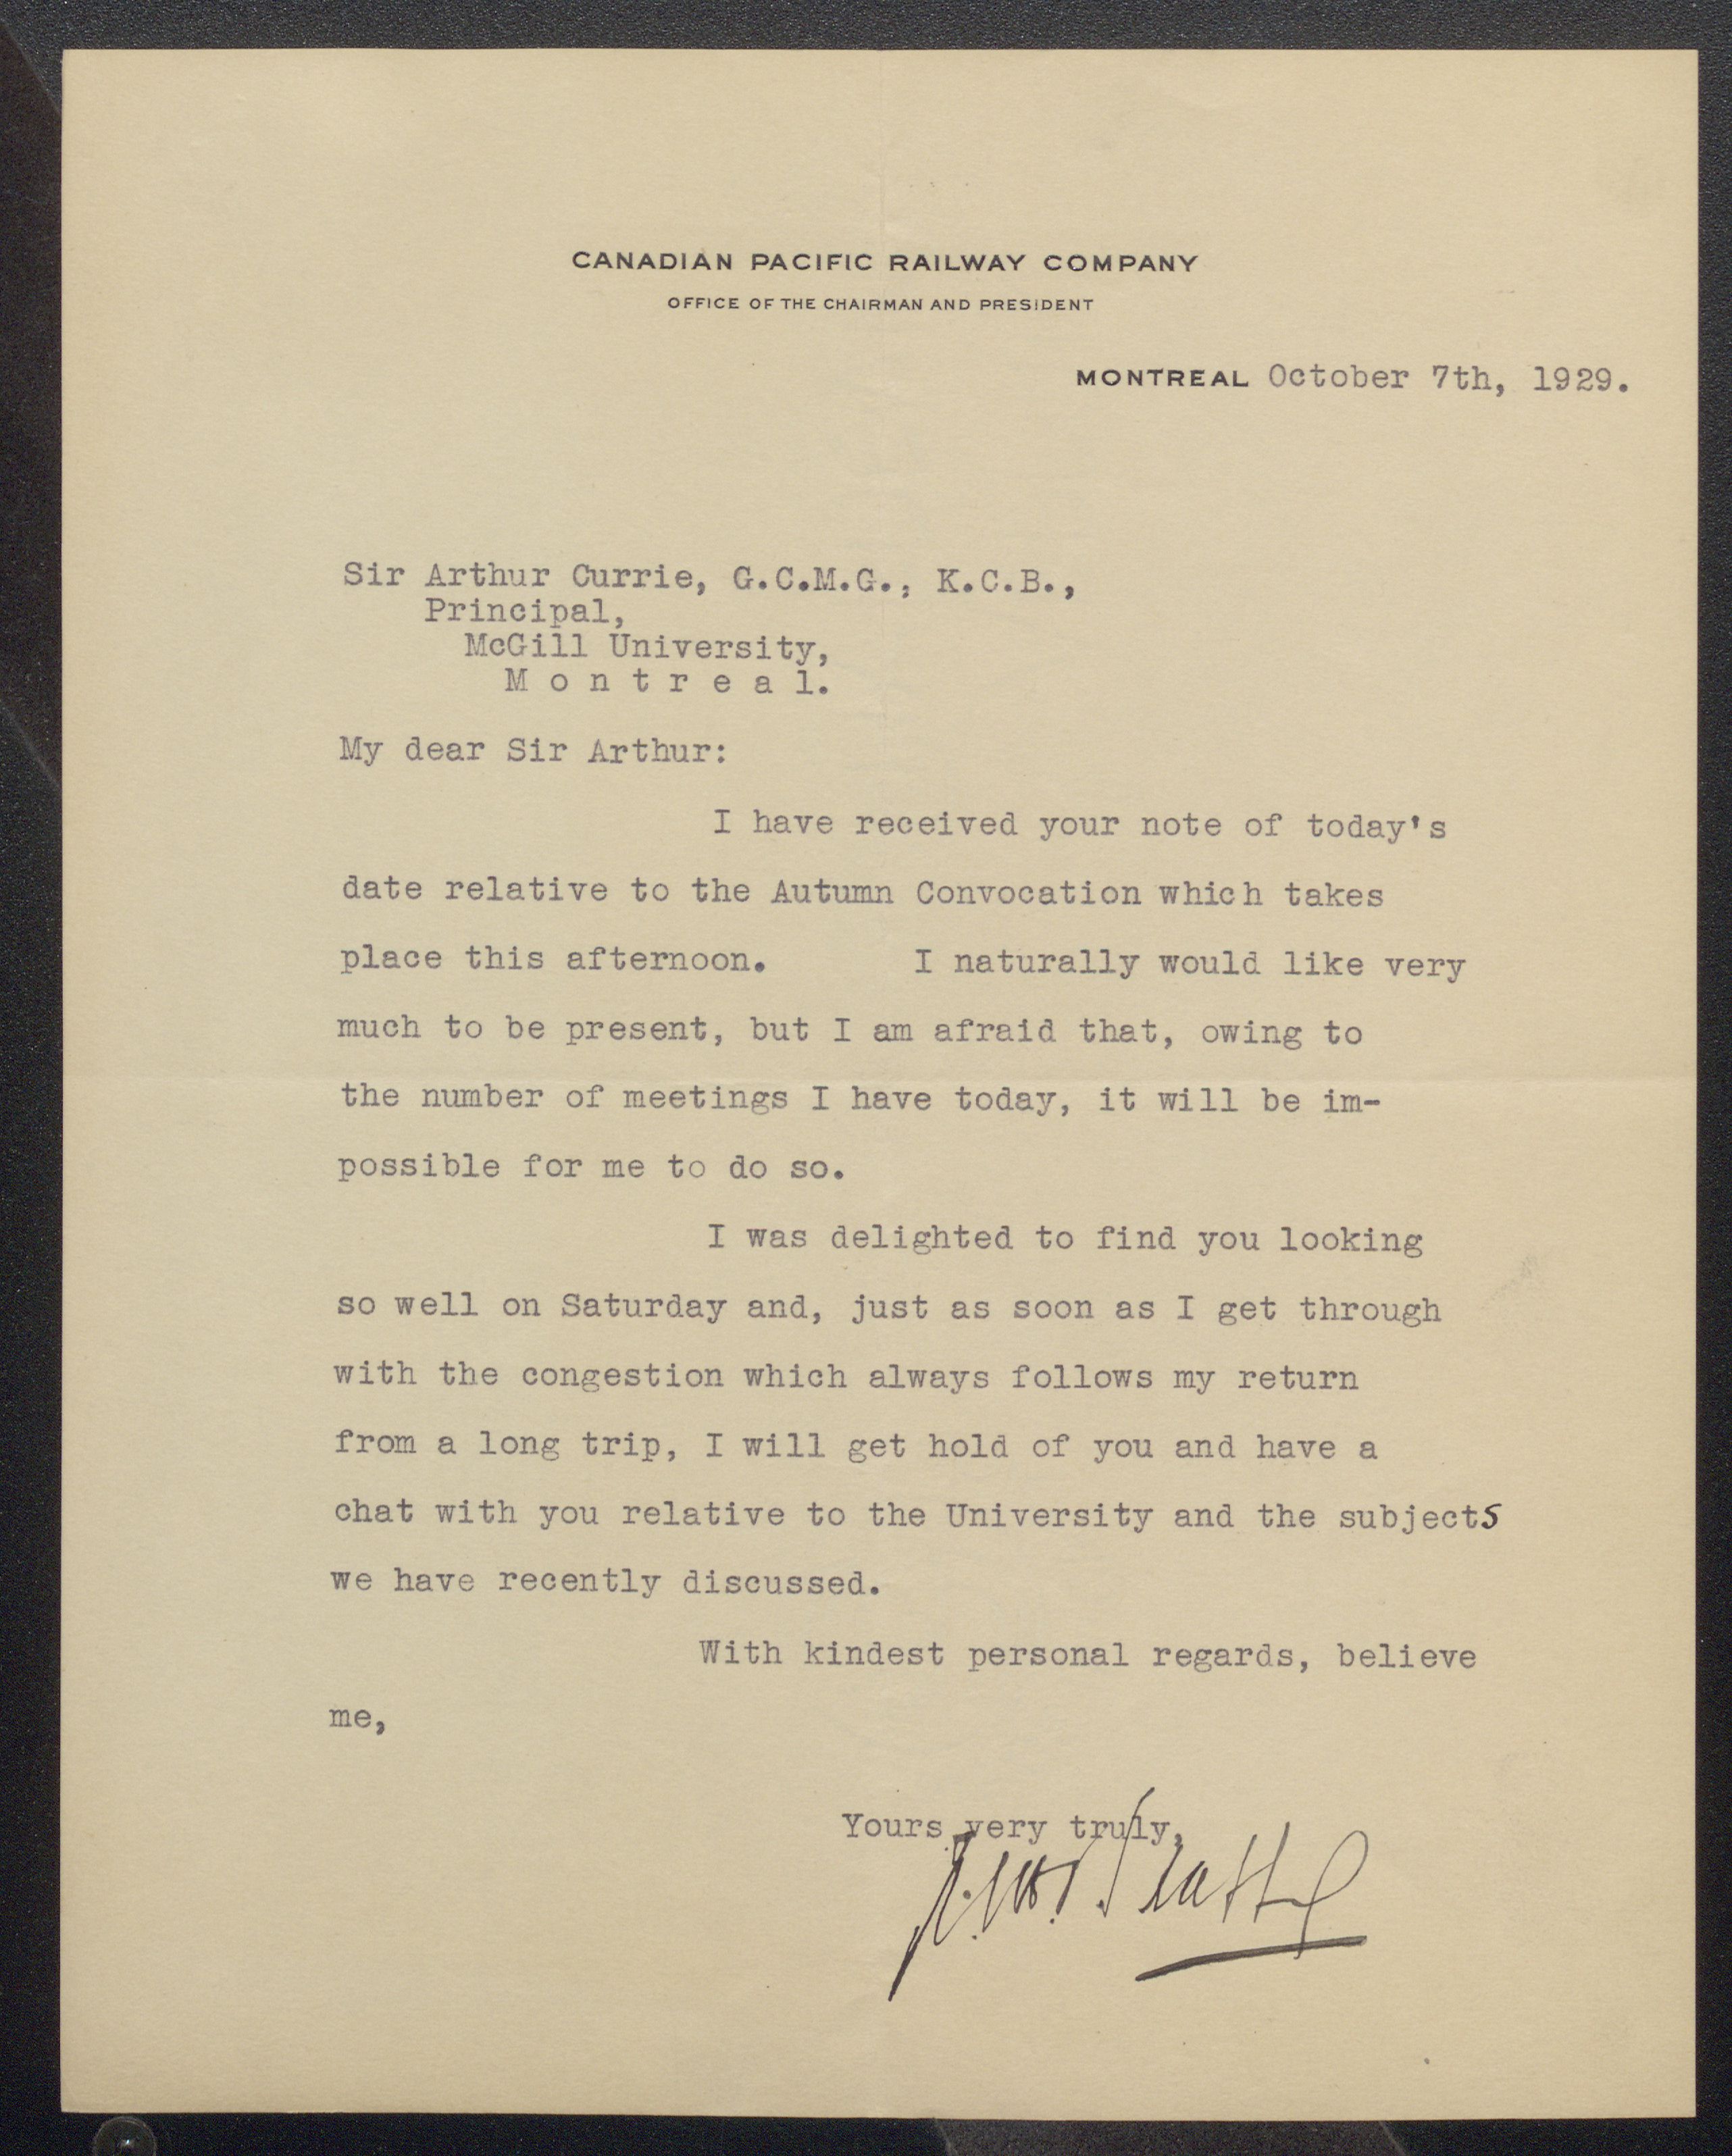 CANADIAN PACIFIC RAILWAY COMPANY
OFFICE OF THE CHAIRMAN AND PRESIDENT
MONTREAL October 7th, 1929.
Sir Arthur Currie, G.C.M.G., K.C.B.,
Principal,
McGill University,
M o n t r e a l.
My dear Sir Arthur:
I have received your note of today's
date relative to the Autumn Convocation which takes
place this afternoon. I naturally would like very
much to be present, but I am afraid that, owing to
the number of meetings I have today, it will be im-
possible for me to do so.
I was delighted to find you looking
so well on Saturday and, just as soon as I get through
with the congestion which always follows my return
from a long trip, I will get hold of you and have a
chat with you relative to the University and the subjects
we have recently discussed.
With kindest personal regards, believe
me,
Yours very truly,